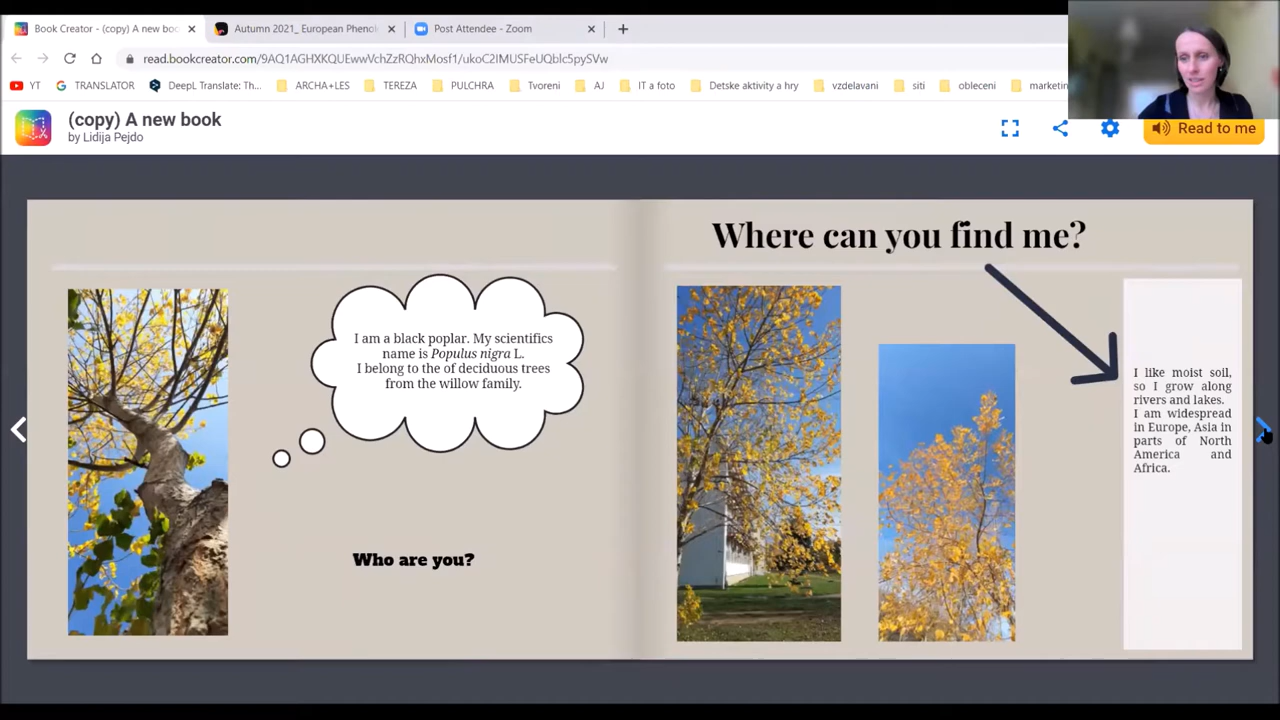 Book Creator - (copy) A new boo
Autumn 2021_ European Phenol
Post Attendee - Zoom
read.bookcreator.com/9AQ1AGHXKQUEwwVchZzRQhxMosf1/ukoC2IMUSFeUQblc5pySVw
YT
TRANSLATOR
DeepL Translate: Th...
ARCHA+LES
TEREZA
PULCHRA
Tvoreni
AJ
IT a foto
Detske aktivity a hry
vzdelavani
siti
obleceni
marketin
(copy) A new book
by Lidija Pejdo
Read to me
I am a black poplar. My scientifics
name is Populus nigra L.
I belong to the of deciduous trees
from the willow family.
Who are you?
Where can you find me?
I like moist soil,
so I grow along
rivers and lakes.
I am widespread
in Europe, Asia in
parts of North
America and
Africa.